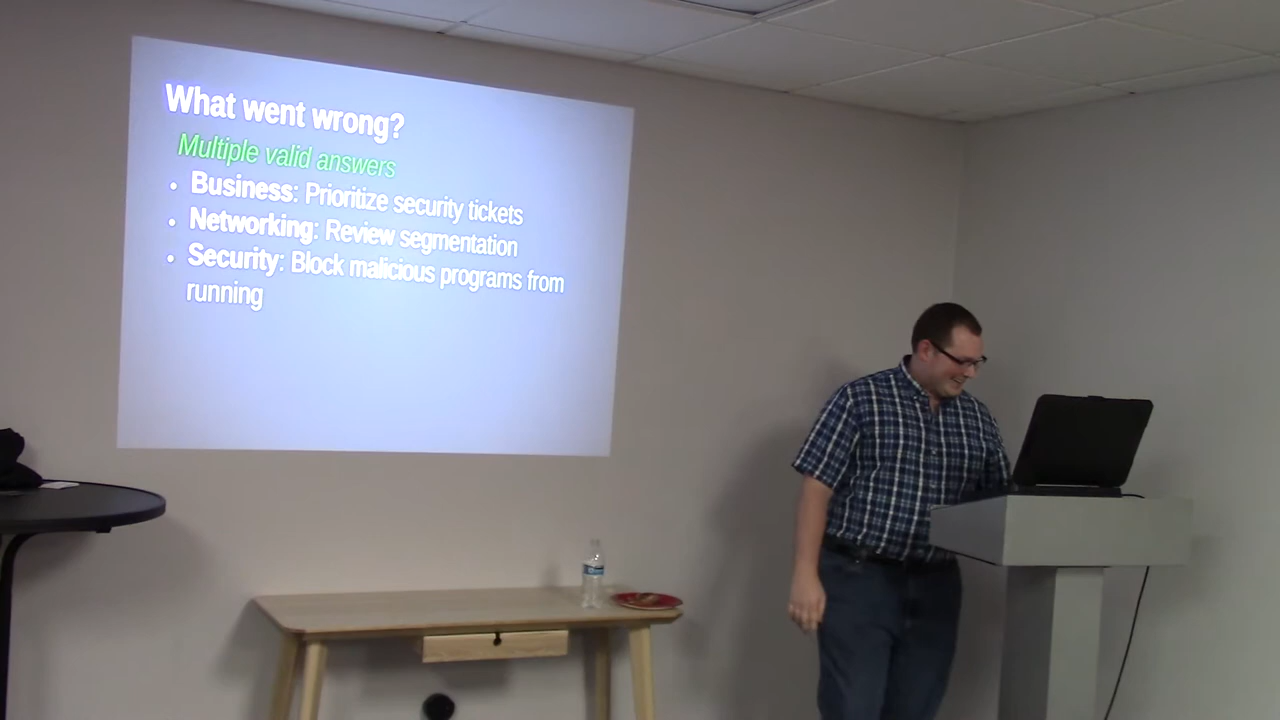 What went wrong?
Multiple valid answers
• Business: Prioritize security tickets
• Networking: Review segmentation
• Security: Block malicious programs from
running